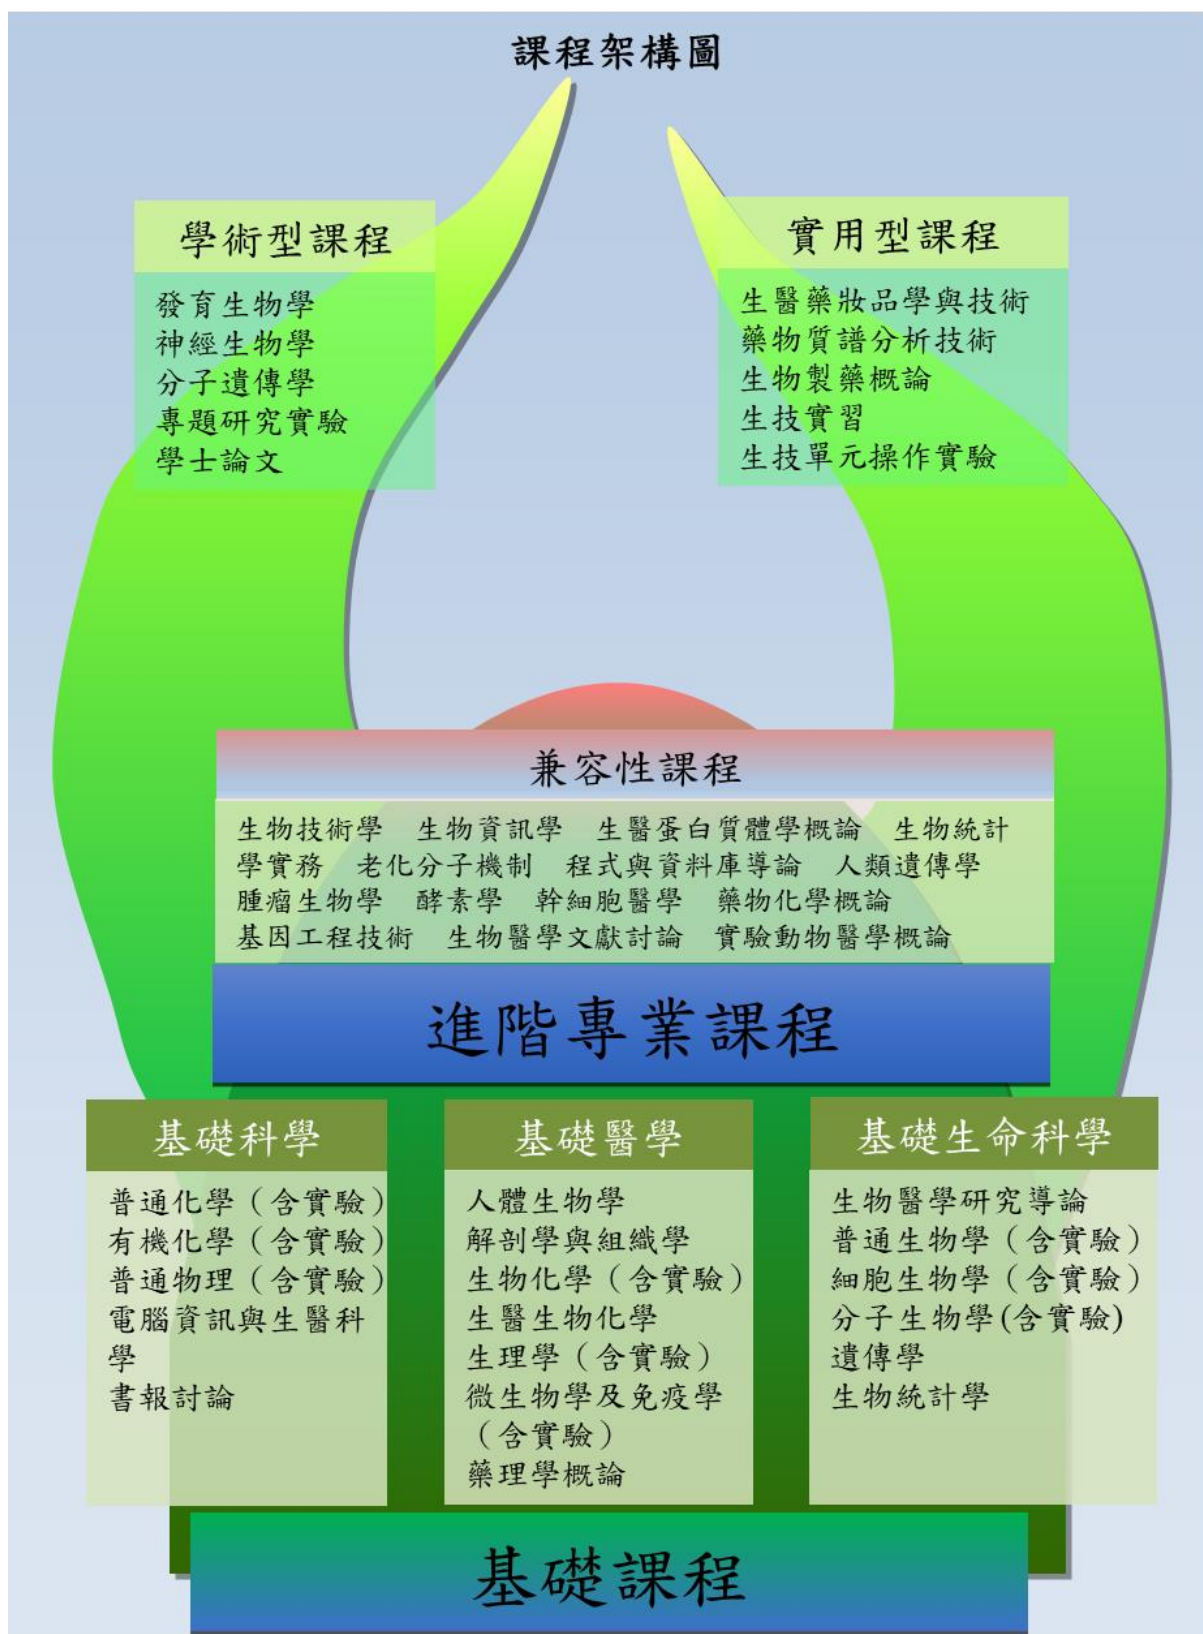 課程架構圖
學術型課程
發育生物學
神經生物學
分子遺傳學
專題研究實驗
學士論文
實用型課程
生醫藥妝品學與技術
藥物質譜分析技術
生物製藥概論
生技實習
生技單元操作實驗
兼容性課程
生物技術學 生物資訊學 生醫蛋白質體學概論 生物統計
學實務 老化分子機制 程式與資料庫導論 人類遺傳學
腫瘤生物學 酵素學 幹細胞醫學 藥物化學概論
基因工程技術 生物醫學文獻討論 實驗動物醫學概論
進階專業課程
基礎科學
普通化學（含實驗）
有機化學（含實驗）
普通物理（含實驗）
電腦資訊與生醫科
學
書報討論
基礎醫學
人體生物學
解剖學與組織學
生物化學（含實驗）
生醫生物化學
生理學（含實驗）
微生物學及免疫學
（含實驗）
藥理學概論
基礎生命科學
生物醫學研究導論
普通生物學（含實驗）
細胞生物學（含實驗）
分子生物學(含實驗)
遺傳學
生物統計學
基礎課程